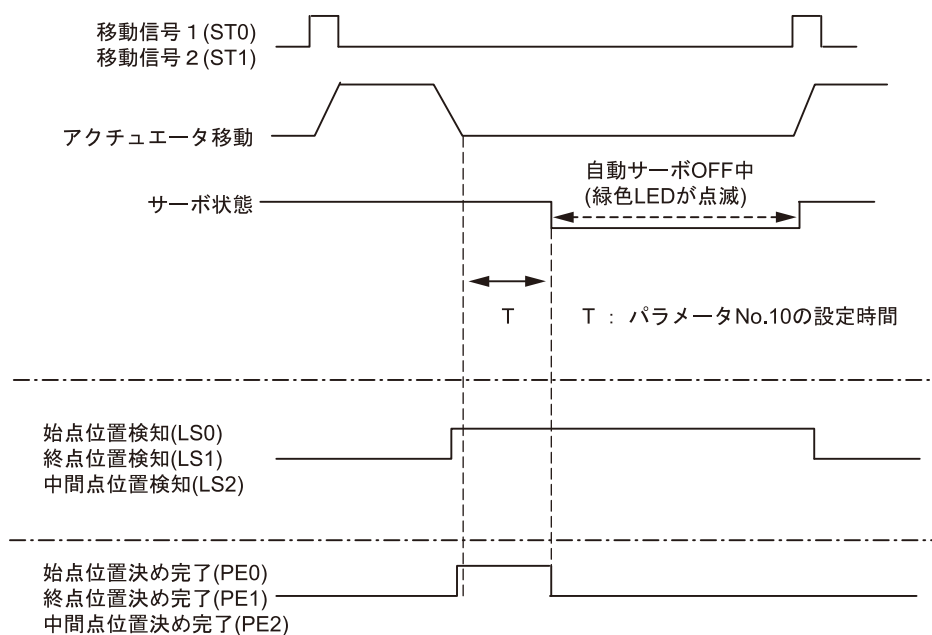 移動信号１(ST0)
移動信号２(ST1)
アクチュエータ移動
自動サーボOFF中
(緑色LEDが点滅)
サーボ状態
T
T ： パラメータNo.10の設定時間
始点位置検知(LS0)
終点位置検知(LS1)
中間点位置検知(LS2)
始点位置決め完了(PE0)
終点位置決め完了(PE1)
中間点位置決め完了(PE2)